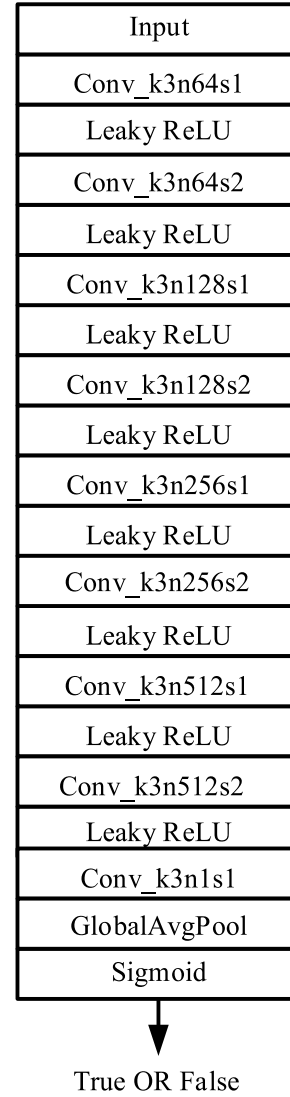 Input
Conv_k3n64s1
Leaky ReLU
Conv_k3n64s2
Leaky ReLU
Conv_k3n128s1
Leaky ReLU
Conv_k3n128s2
Leaky ReLU
Conv_k3n256s1
Leaky ReLU
Conv_k3n256s2
Leaky ReLU
Conv_k3n512s1
Leaky ReLU
Conv_k3n512s2
Leaky ReLU
Conv_k3n1s1
GlobalAvgPool
Sigmoid
True OR False